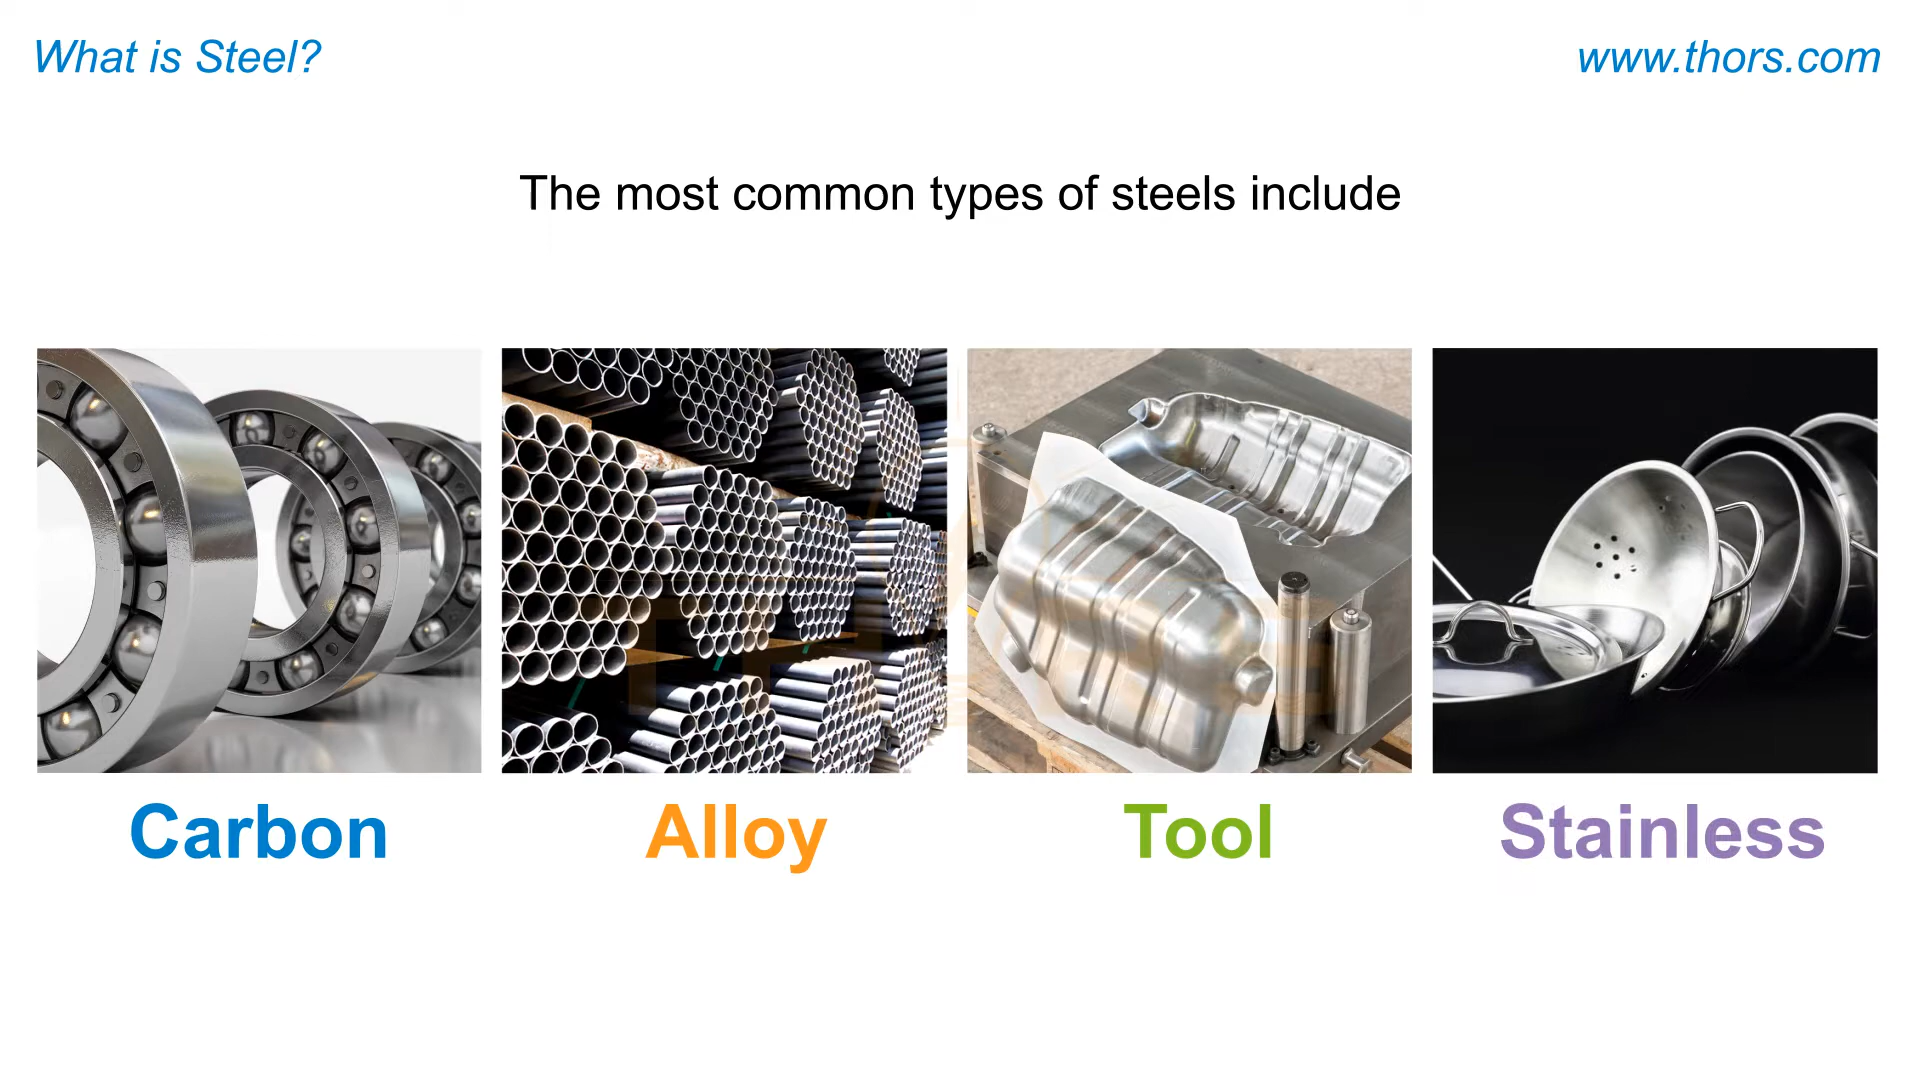 What is Steel?
www.thors.com
The most common types of steels include
Carbon
Alloy
Tool
Stainless